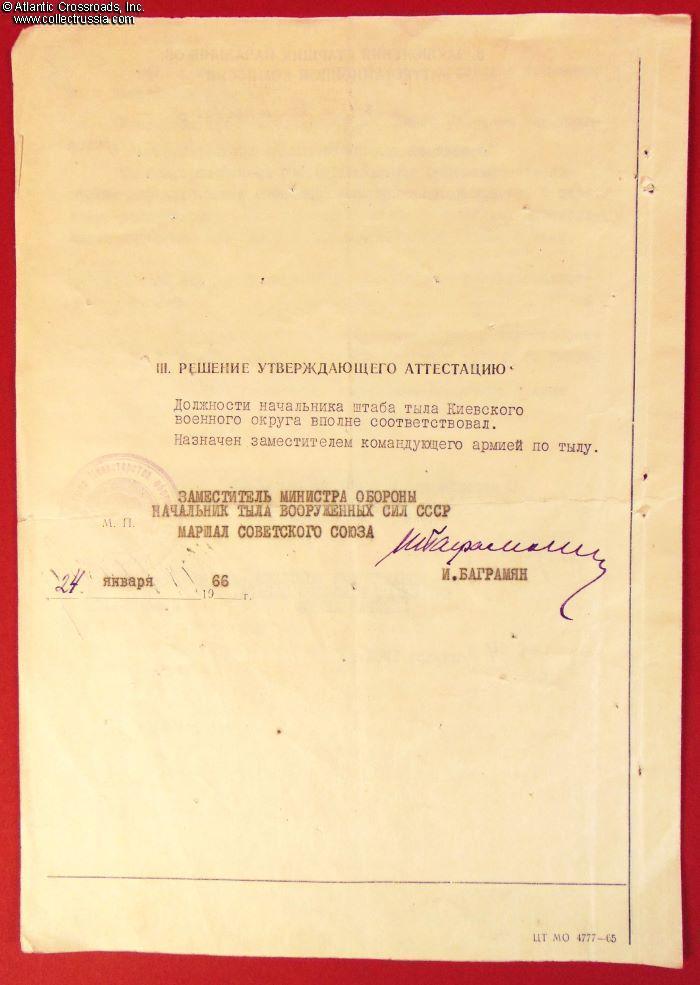 © Atlantic Crossroads, Inc.
www.collectrussia.com
III. РЕШЕНИЕ УТВЕРЖДАЮЩЕГО АТТЕСТАЦИЮ
Должности начальника штаба тыла Киевского
военного округа вполне соответствовал.
Назначен заместителем командующего армией по тылу.
ЗАМЕСТИТЕЛЬ МИНИСТРА ОБОРОНЫ
НАЧАЛЬНИК ТЫЛА ВООРУЖЕННЫХ СИЛ СССР
М. П.
МАРШАЛ СОВЕТСКОГО СОЮЗА
И.Баграмян
И.БАГРАМЯН
24 января 1966 г.
ЦТ МО 4777—65